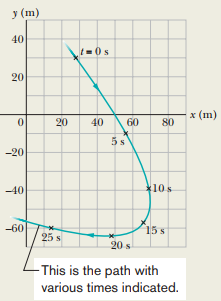 y (m)
40
t = 0 s
20
x (m)
0
20
40
60
80
5 s
−20
−40
10 s
−60
15 s
25 s
20 s
This is the path with
various times indicated.